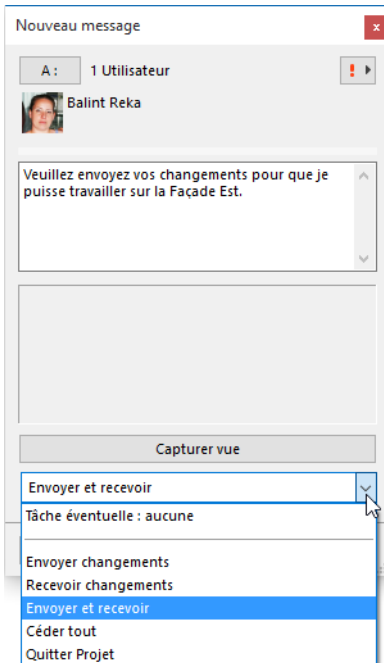 Nouveau message
x
A :
1 Utilisateur
!
Balint Reka
Veuillez envoyez vos changements pour que je
puisse travailler sur la Façade Est.
Capturer vue
Envoyer et recevoir
Tâche éventuelle : aucune
Envoyer changements
Recevoir changements
Envoyer et recevoir
Céder tout
Quitter Projet